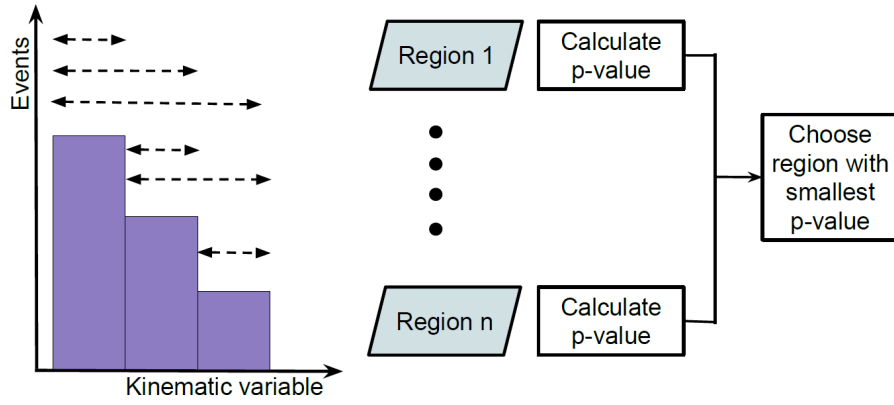 Events
Kinematic variable
Region 1
Calculate
p-value
Region n
Calculate
p-value
Choose
region with
smallest
p-value